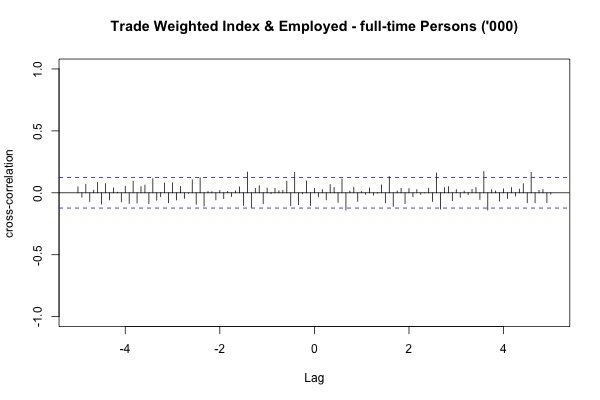 Trade Weighted Index & Employed - full-time Persons ('000)
cross-correlation
1.0
0.5
0.0
-0.5
-1.0
-4 -2 0 2 4
Lag